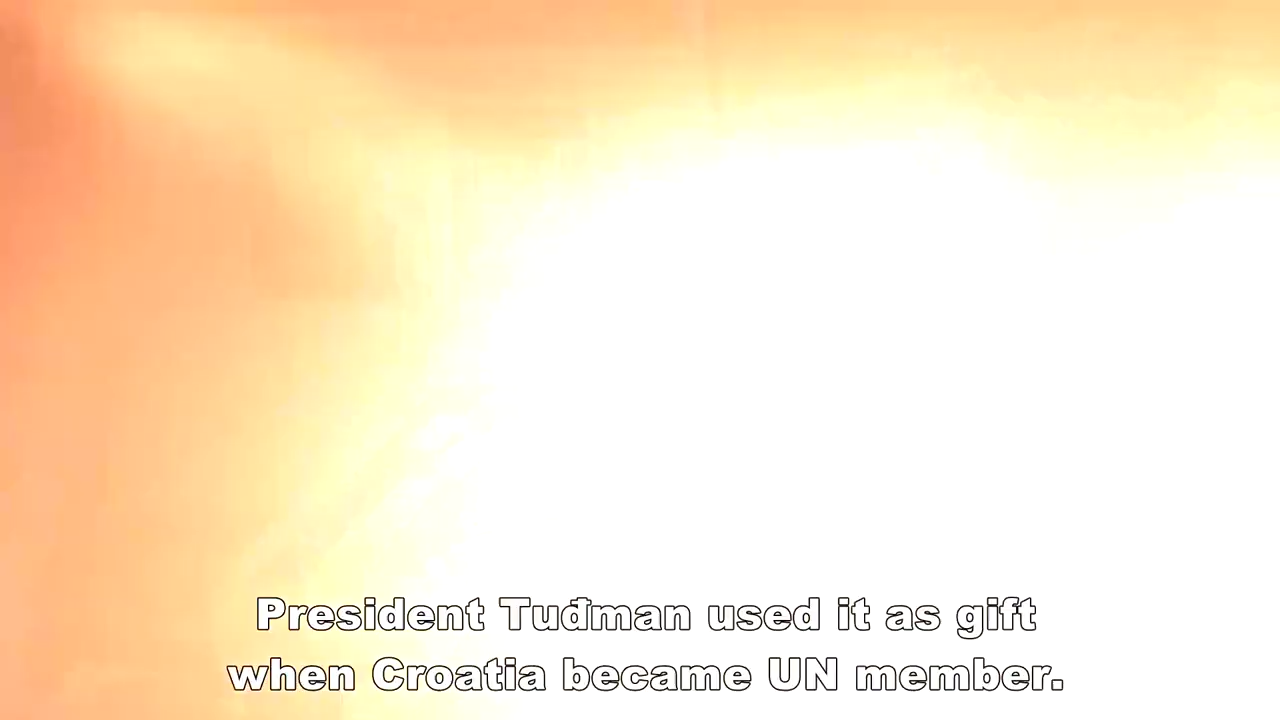 President Tuđman used it as gift
when Croatia became UN member.